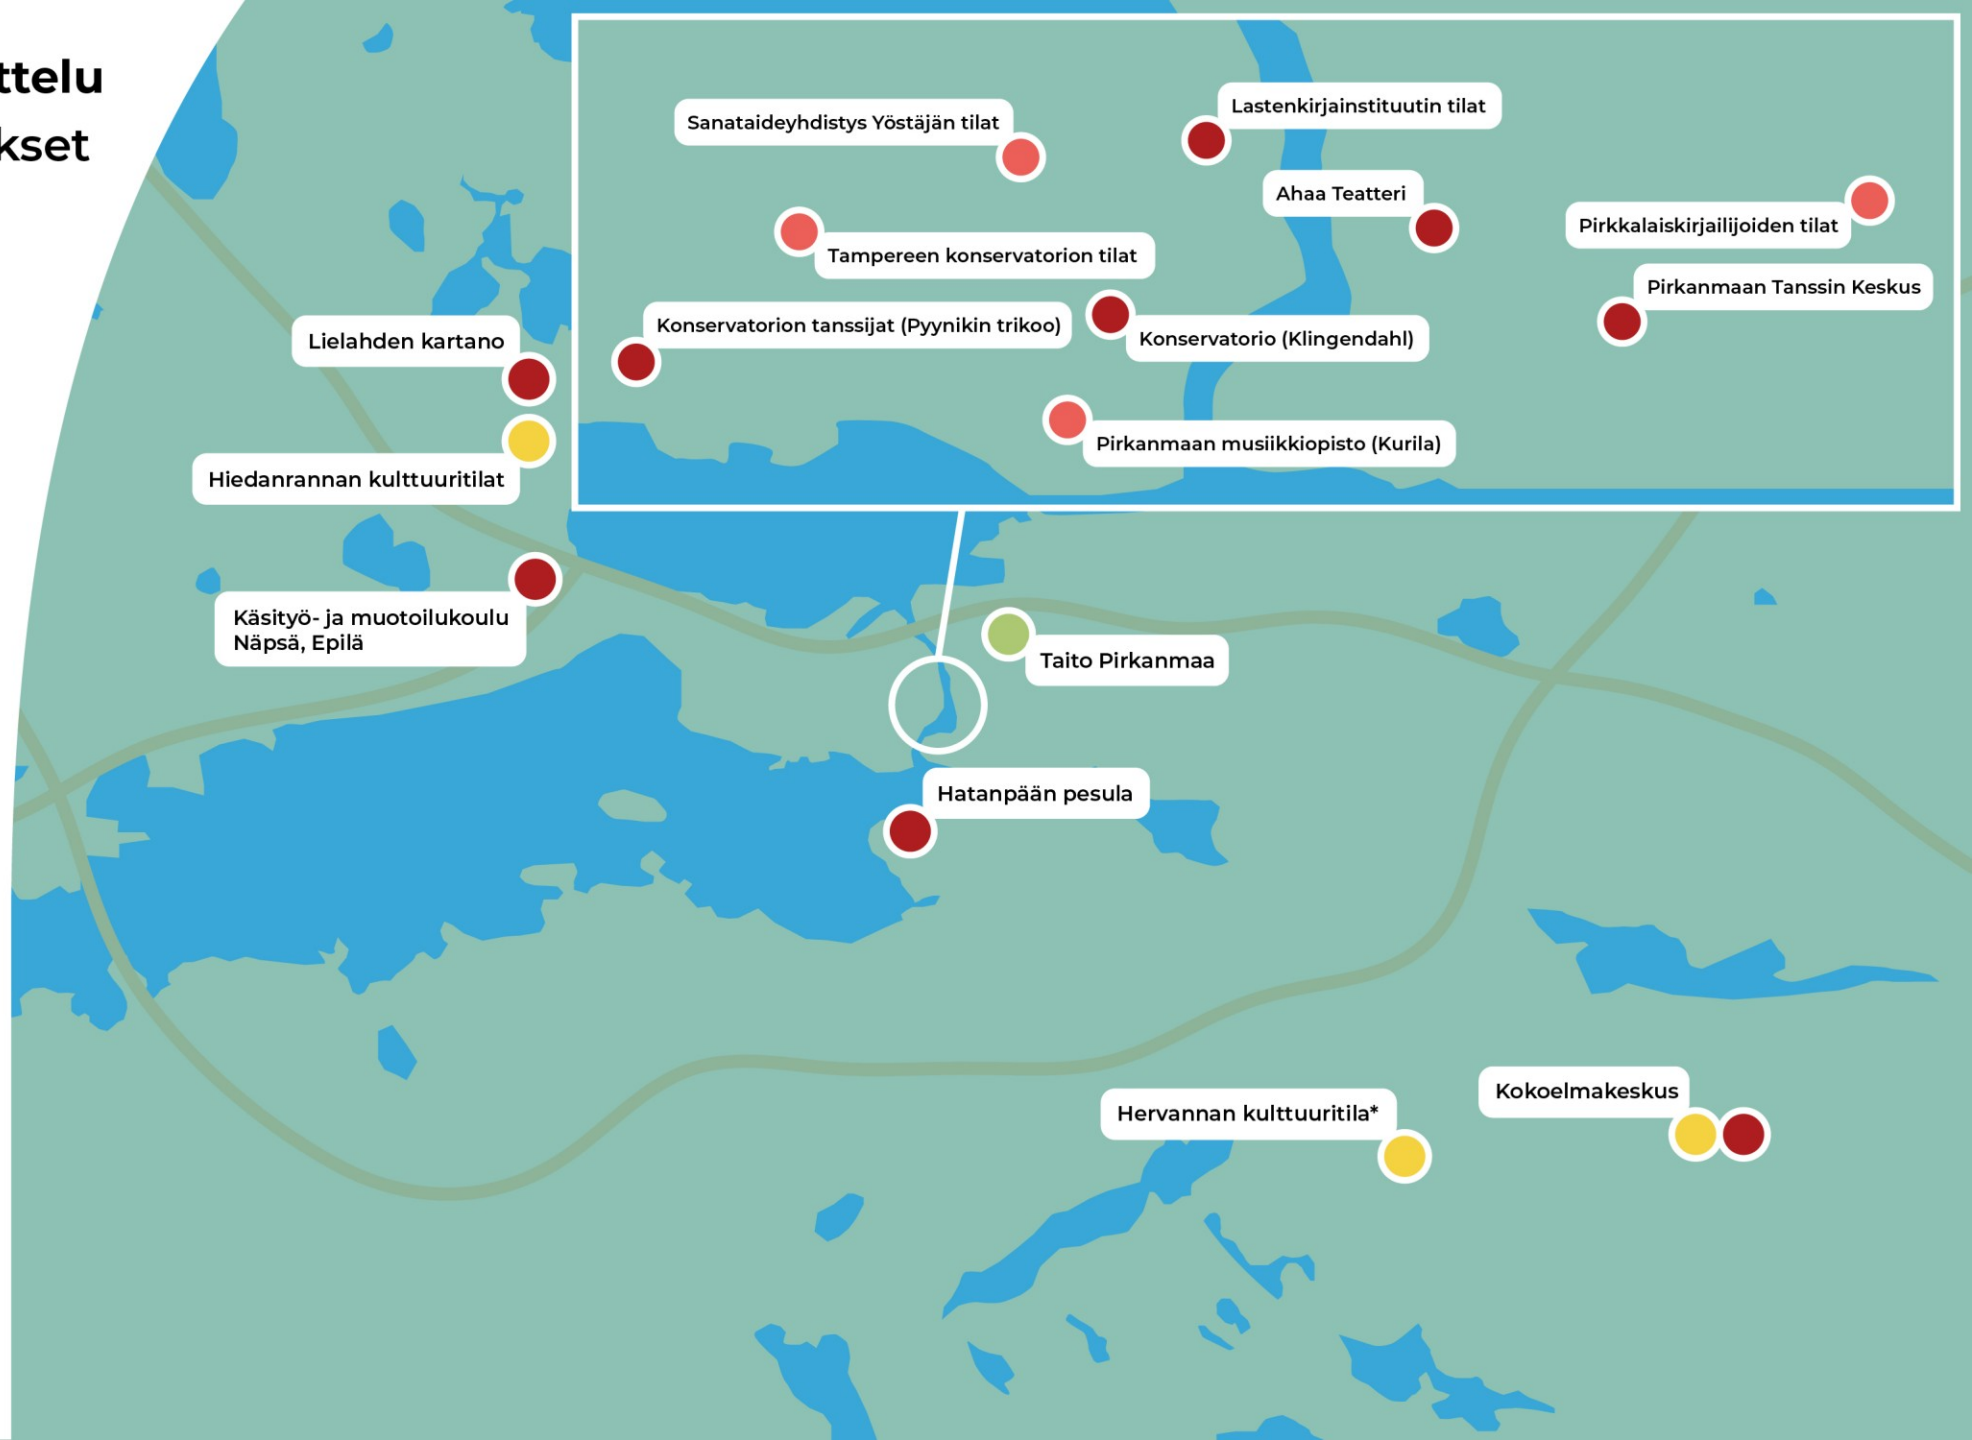 ttelu
kset
Sanataideyhdistys Yöstäjän tilat
Lastenkirjainstituutin tilat
Ahaa Teatteri
Pirkkalaiskirjailijoiden tilat
Tampereen konservatorion tilat
Pirkanmaan Tanssin Keskus
Konservatorion tanssijat (Pyynikin trikoo)
Konservatorio (Klingendahl)
Pirkanmaan musiikkiopisto (Kurila)
Lielahden kartano
Hiedanrannan kulttuuritilat
Käsityö- ja muotoilukoulu
Näpsä, Epilä
Taito Pirkanmaa
Hatanpään pesula
Hervannan kulttuuritila*
Kokoelmakeskus